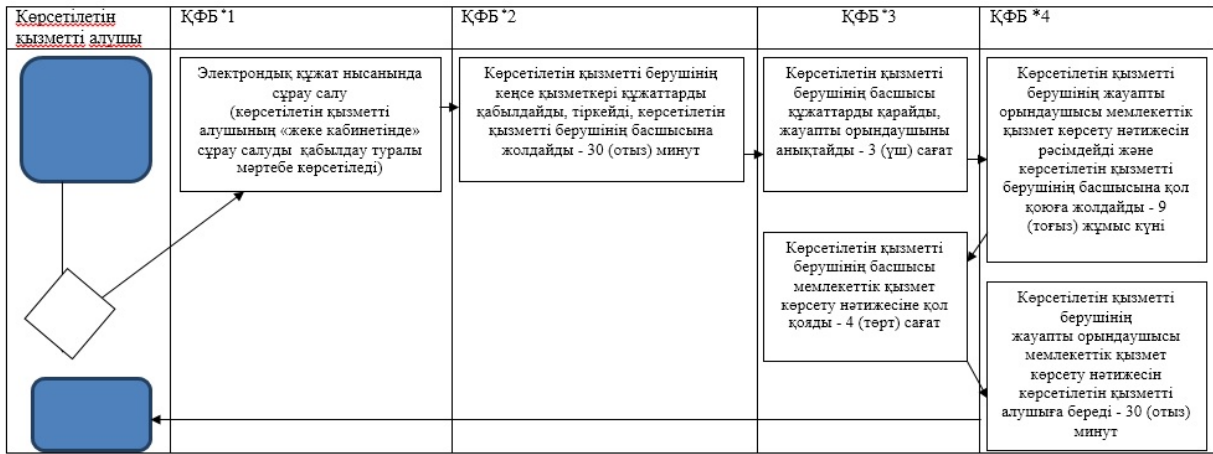 Көрсетілетін
қызметті алушы
ҚФБ*1
ҚФБ*2
ҚФБ*3
ҚФБ *4
Электрондық құжат нысанында
сұрау салу
(көрсетілетін қызметті
алушының «жеке кабинетінде»
сұрау салуды қабылдау туралы
мәртебе көрсетіледі)
Көрсетілетін қызметті берушінің
кеңсе қызметкері құжаттарды
қабылдайды, тіркейді, көрсетілетін
қызметті берушінің басшысына
жолдайды - 30 (отыз) минут
Көрсетілетін қызметті
берушінің басшысы
құжаттарды қарайды,
жауапты орындаушыны
анықтайды - 3 (үш) сағат
Көрсетілетін қызметті
берушінің жауапты
орындаушысы мемлекеттік
қызмет көрсету нәтижесін
рәсімдейді және
көрсетілетін қызметті
берушінің басшысына қол
қоюға жолдайды - 9
(тоғыз) жұмыс күні
Көрсетілетін қызметті
берушінің басшысы
мемлекеттік қызмет
көрсету нәтижесіне қол
қояды - 4 (төрт) сағат
Көрсетілетін қызметті
берушінің
жауапты орындаушысы
мемлекеттік қызмет
көрсету нәтижесін
көрсетілетін қызметті
алушыға береді - 30 (отыз)
минут